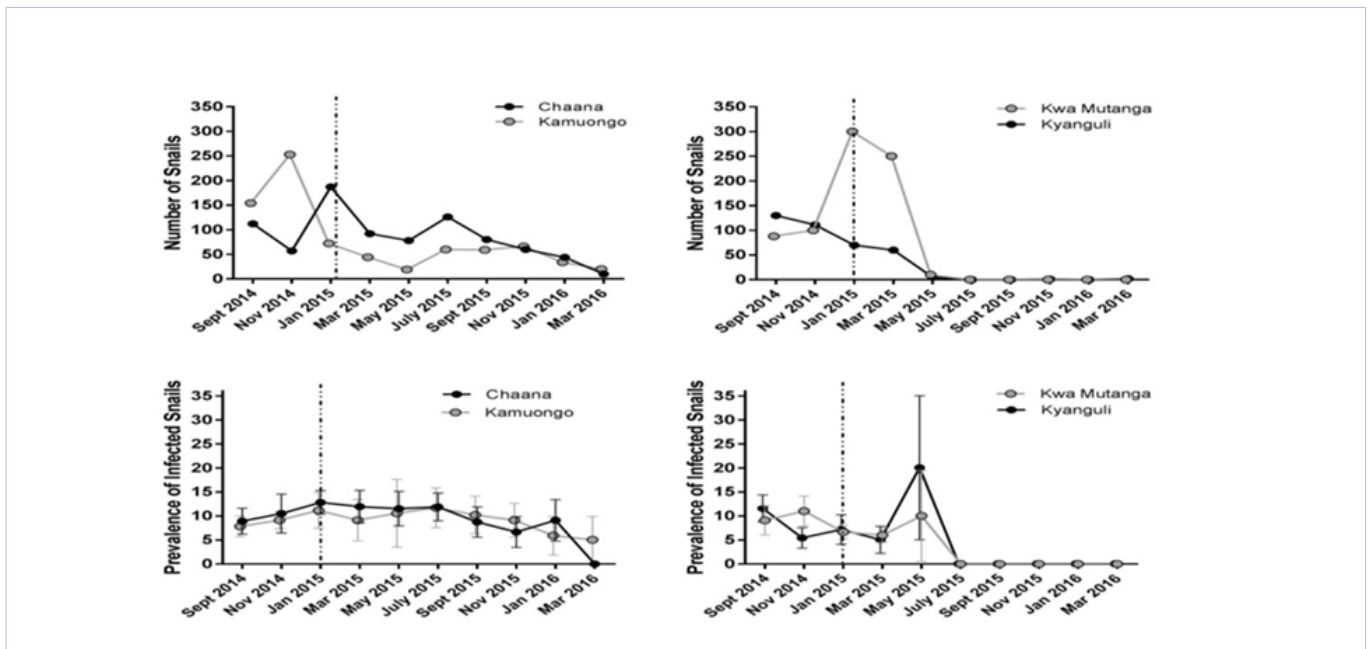 Number of Snails
350
300
250
200
150
100
50
0
Chaana
Kamuongo
Sept 2014
Nov 2014
Jan 2015
Mar 2015
May 2015
July 2015
Sept 2015
Nov 2015
Jan 2016
Mar 2016
Number of Snails
350
300
250
200
150
100
50
0
Kwa Mutanga
Kyanguli
Sept 2014
Nov 2014
Jan 2015
Mar 2015
May 2015
July 2015
Sept 2015
Nov 2015
Jan 2016
Mar 2016
Prevalence of Infected Snails
35
30
25
20
15
10
5
0
Chaana
Kamuongo
Sept 2014
Nov 2014
Jan 2015
Mar 2015
May 2015
July 2015
Sept 2015
Nov 2015
Jan 2016
Mar 2016
Prevalence of Infected Snails
35
30
25
20
15
10
5
0
Kwa Mutanga
Kyanguli
Sept 2014
Nov 2014
Jan 2015
Mar 2015
May 2015
July 2015
Sept 2015
Nov 2015
Jan 2016
Mar 2016